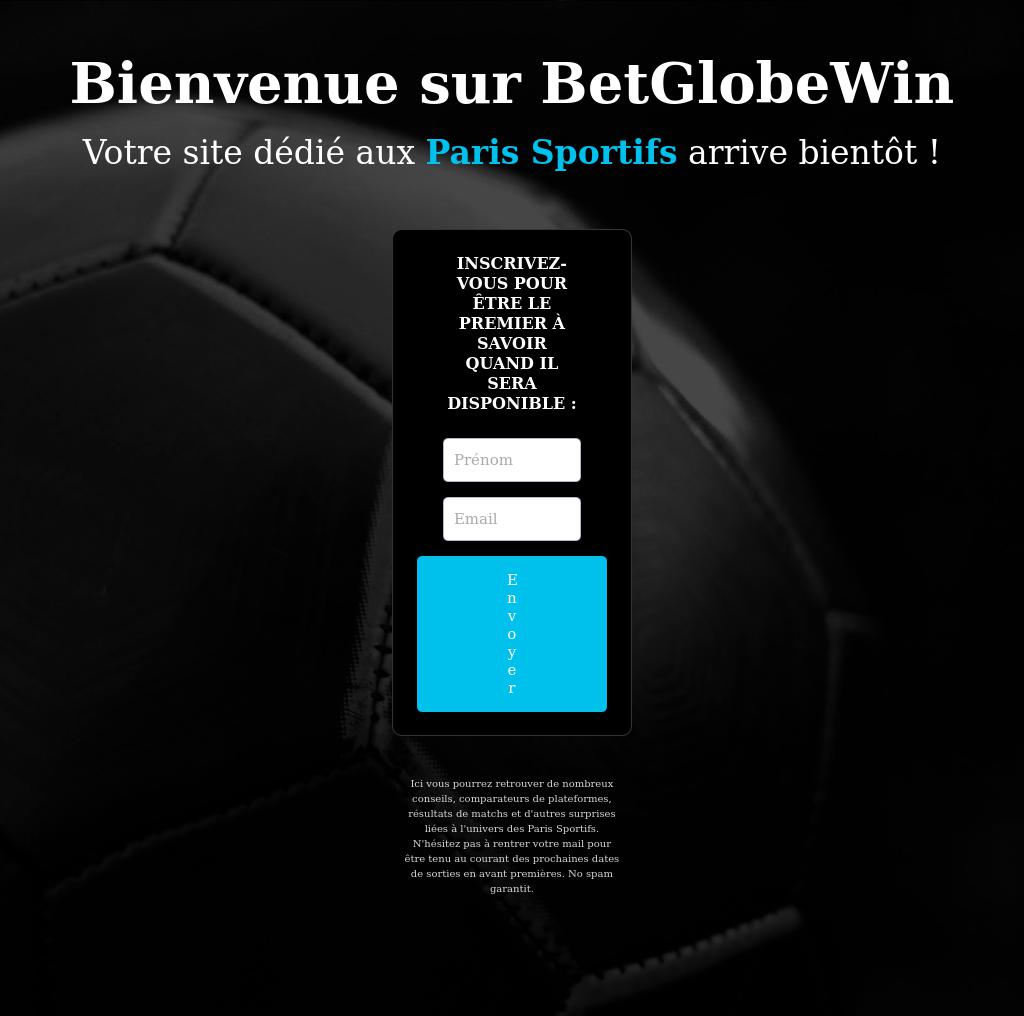 Bienvenue sur BetGlobeWin
Votre site dédié aux Paris Sportifs arrive bientôt !
INSCRIVEZ-
VOUS POUR
ÊTRE LE
PREMIER À
SAVOIR
QUAND IL
SERA
DISPONIBLE :
Prénom
Email
E
n
v
o
y
e
r
Ici vous pourrez retrouver de nombreux
conseils, comparateurs de plateformes,
résultats de matchs et d'autres surprises
liées à l'univers des Paris Sportifs.
N'hésitez pas à rentrer votre mail pour
être tenu au courant des prochaines dates
de sorties en avant premières. No spam
garantit.